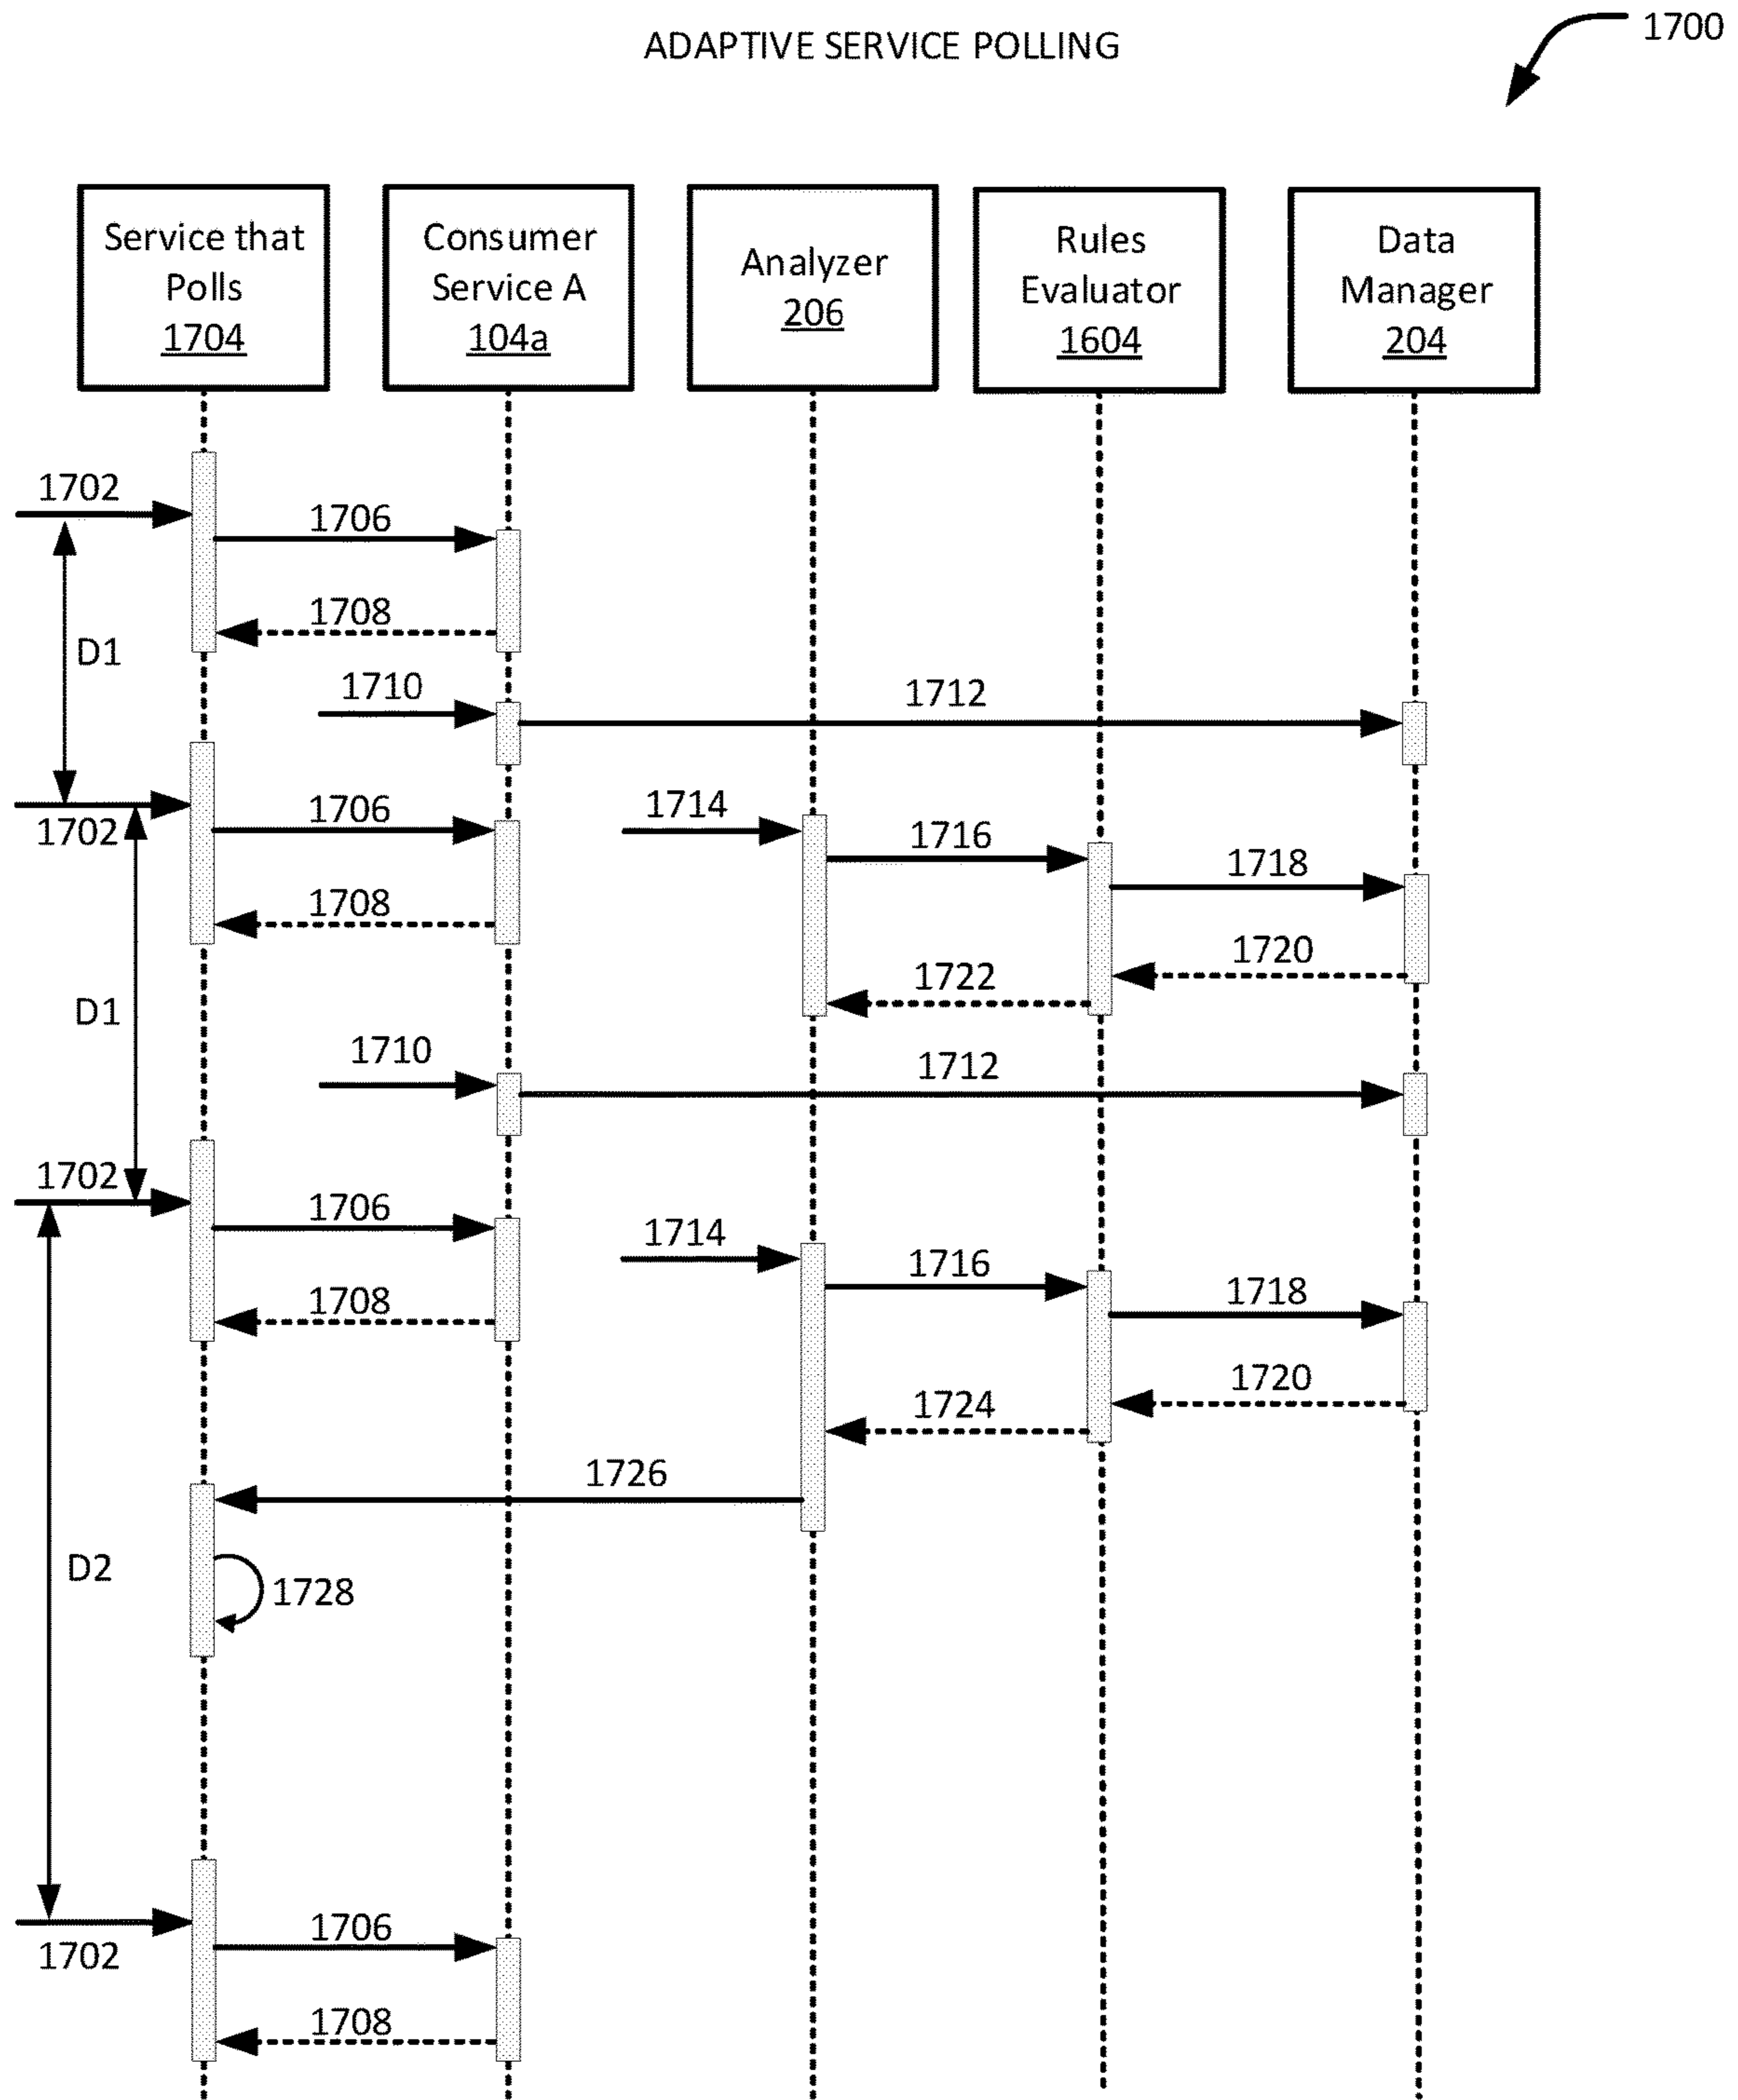 1700
ADAPTIVE SERVICE POLLING
Service that
Polls
1704
Consumer
Service A
104a
Analyzer
206
Rules
Evaluator
1604
Data
Manager
204
1702
1706
1708
D1
1710
1712
1702
1706
1714
1716
1718
1708
1720
1722
D1
1710
1712
1702
1706
1714
1716
1718
1708
1720
1724
1726
D2
1728
1702
1706
1708